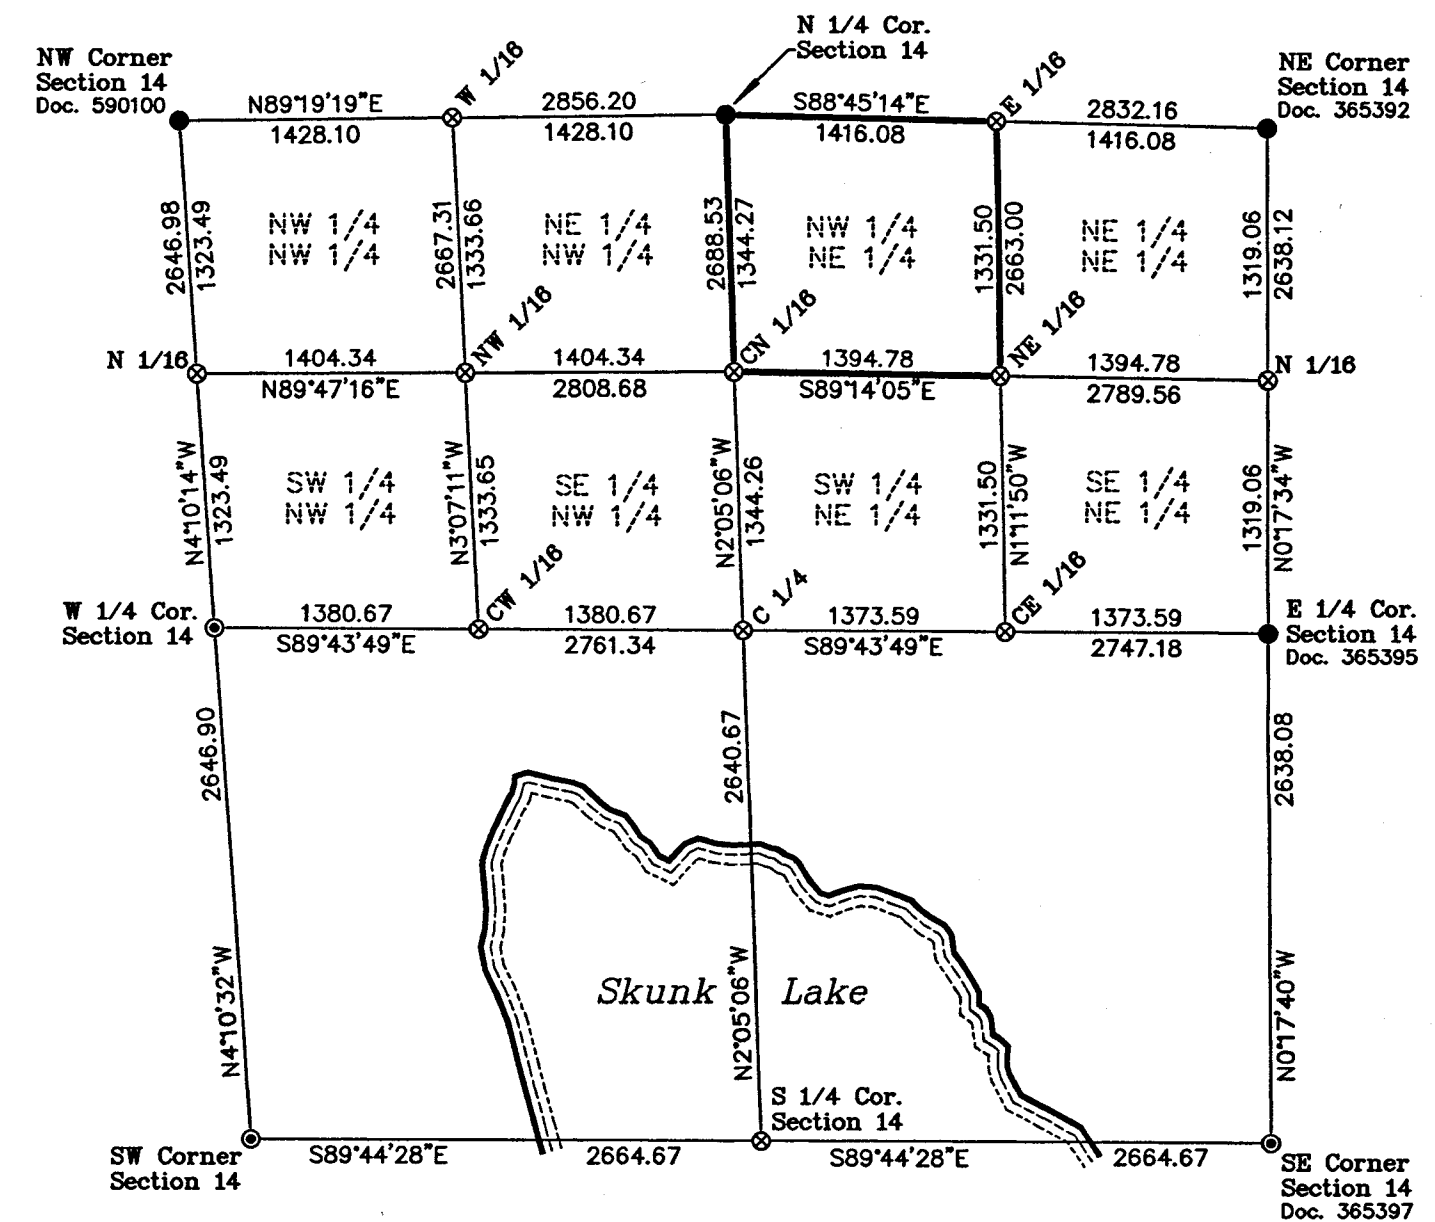 N 1/4 Cor.
Section 14
NW Corner
Section 14
Doc. 590100
W 1/16
E 1/16
NE Corner
Section 14
Doc. 365392
N89°19'19"E
2856.20
S88°45'14"E
2832.16
1428.10
1428.10
1416.08
1416.08
2646.98
1323.49
NW 1/4
NW 1/4
2667.31
1333.66
NE 1/4
NW 1/4
2688.53
1344.27
NW 1/4
NE 1/4
1331.50
2663.00
NE 1/4
NE 1/4
1319.06
2638.12
N 1/16
NW 1/16
CN 1/16
NE 1/16
N 1/16
1404.34
1404.34
1394.78
1394.78
N89°47'16"E
2808.68
S89°14'05"E
2789.56
N4°10'14"W
1323.49
SW 1/4
NW 1/4
N3°07'11"W
1333.65
SE 1/4
NW 1/4
N2°05'06"W
1344.26
SW 1/4
NE 1/4
1331.50
N1°11'50"W
SE 1/4
NE 1/4
1319.06
N0°17'34"W
W 1/4 Cor.
Section 14
CW 1/16
C 1/4
CE 1/16
E 1/4 Cor.
Section 14
Doc. 365395
1380.67
1380.67
1373.59
1373.59
S89°43'49"E
2761.34
S89°43'49"E
2747.18
2646.90
2640.67
2638.08
N4°10'32"W
Skunk Lake
N2°05'06"W
N0°17'40"W
S 1/4 Cor.
Section 14
SW Corner
Section 14
S89°44'28"E
2664.67
S89°44'28"E
2664.67
SE Corner
Section 14
Doc. 365397